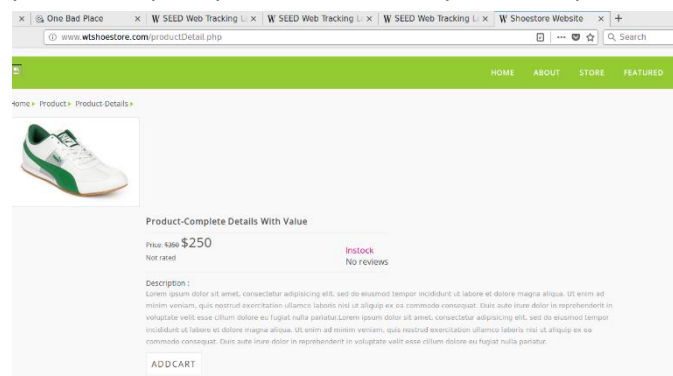 One Bad Place
SEED Web Tracking L
SEED Web Tracking L
SEED Web Tracking L
Shoestore Website
www.wtshoestore.com/productDetail.php
Search
HOME ABOUT STORE FEATURED
Home Product Product-Details
Product-Complete Details With Value
Price: $350 $250
Instock
Not rated
No reviews
Description :
Lorem ipsum dolor sit amet, consectetur adipisicing elit, sed do eiusmod tempor incididunt ut labore et dolore magna aliqua. Ut enim ad
minim veniam, quis nostrud exercitation ullamco laboris nisi ut aliquip ex ea commodo consequat. Duis aute irure dolor in reprehenderit in
voluptate velit esse cillum dolore eu fugiat nulla pariatur.Lorem ipsum dolor sit amet, consectetur adipisicing elit, sed do eiusmod tempor
incididunt ut labore et dolore magna aliqua. Ut enim ad minim veniam, quis nostrud exercitation ullamco laboris nisi ut aliquip ex ea
commodo consequat. Duis aute irure dolor in reprehenderit in voluptate velit esse cillum dolore eu fugiat nulla pariatur.
ADDCART